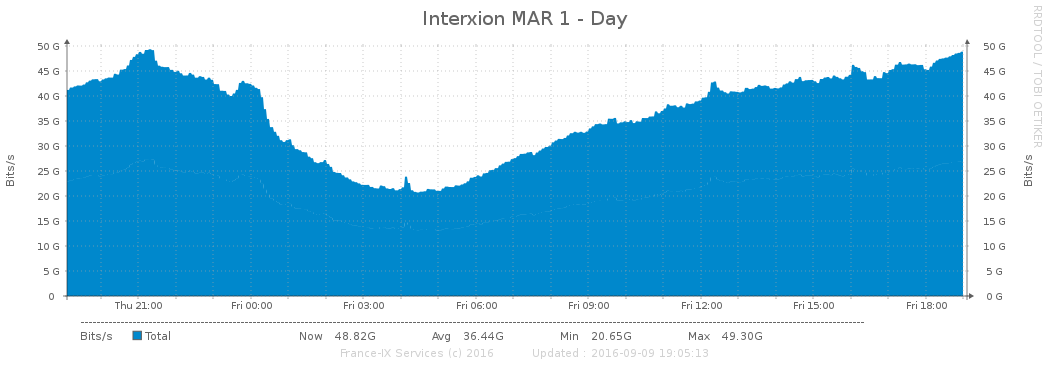 Interxion MAR 1 - Day
RRDTOOL / TOBI OETIKER
Bits/s
50 G 50 G
45 G 45 G
40 G 40 G
35 G 35 G
30 G 30 G
25 G 25 G
20 G 20 G
15 G 15 G
10 G 10 G
5 G 5 G
0 0 G
Bits/s
Thu 21:00 Fri 00:00 Fri 03:00 Fri 06:00 Fri 09:00 Fri 12:00 Fri 15:00 Fri 18:00
Bits/s Total Now 48.82G Avg 36.44G Min 20.65G Max 49.30G
France-IX Services (c) 2016 Updated : 2016-09-09 19:05:13